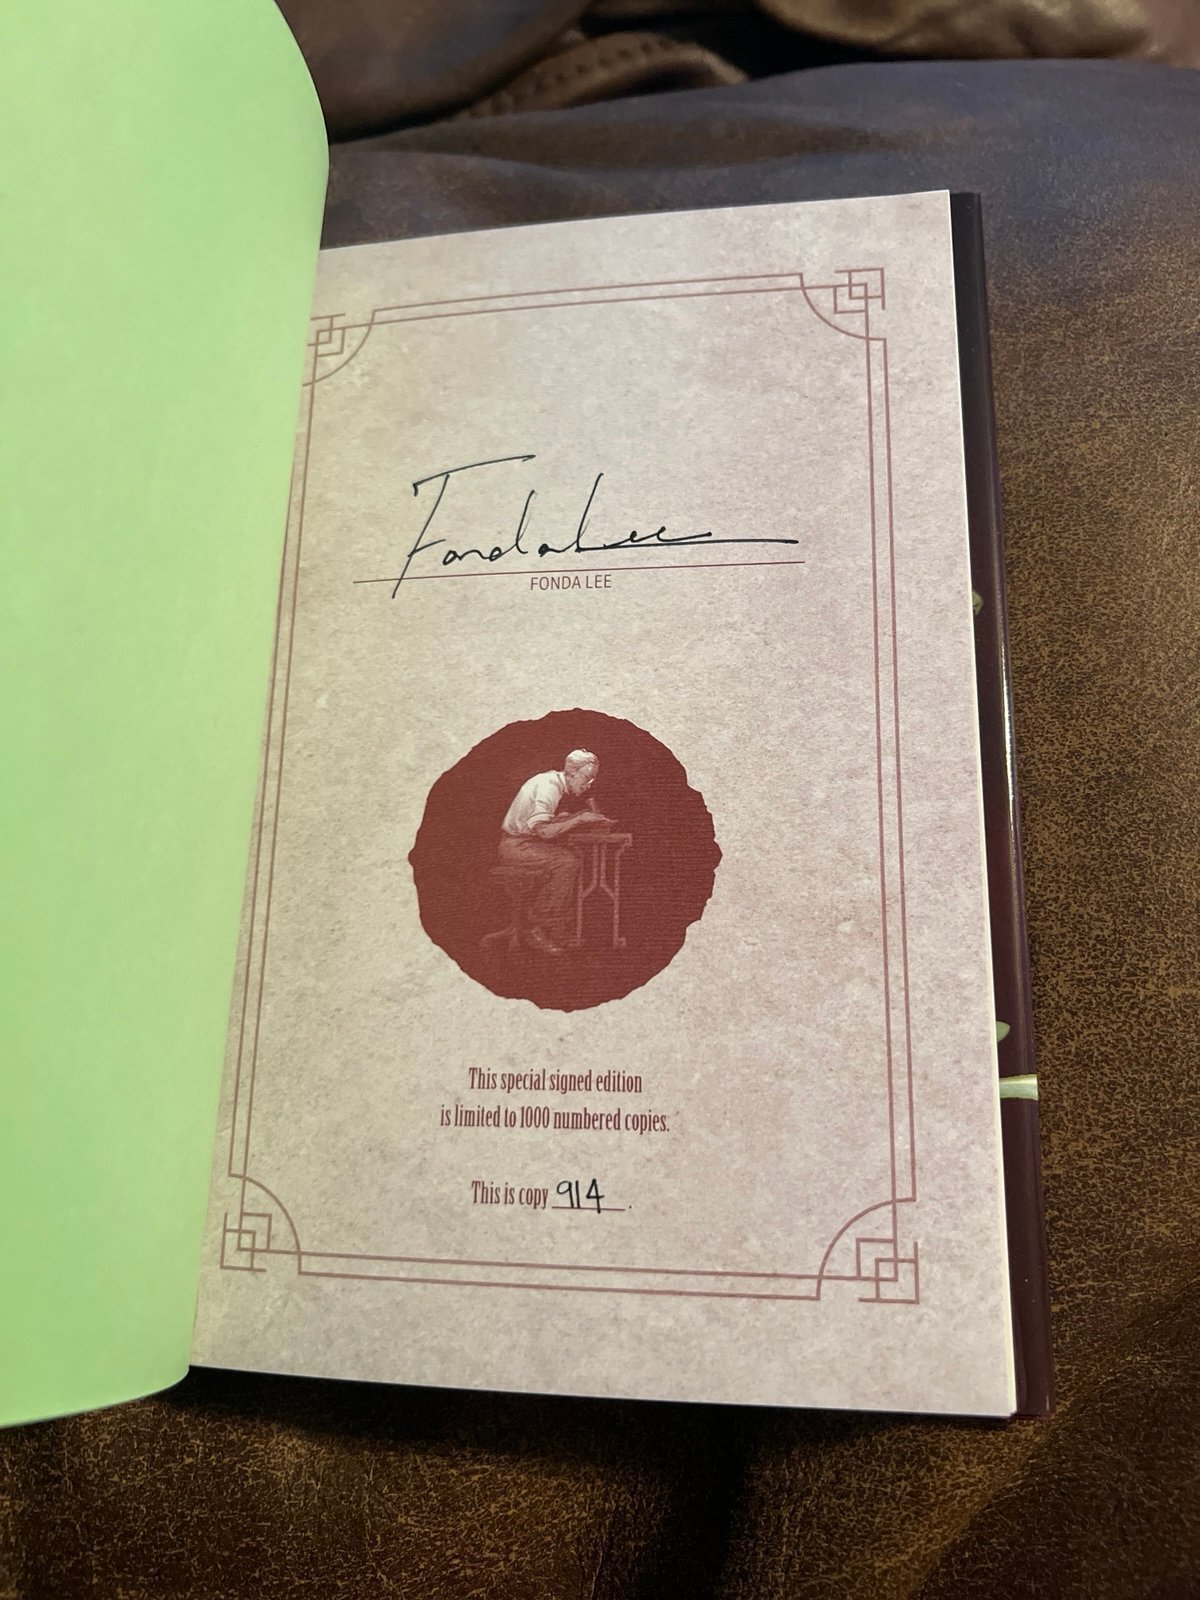 Fonda Lee
FONDA LEE
This special signed edition
is limited to 1000 numbered copies.
This is copy 914.